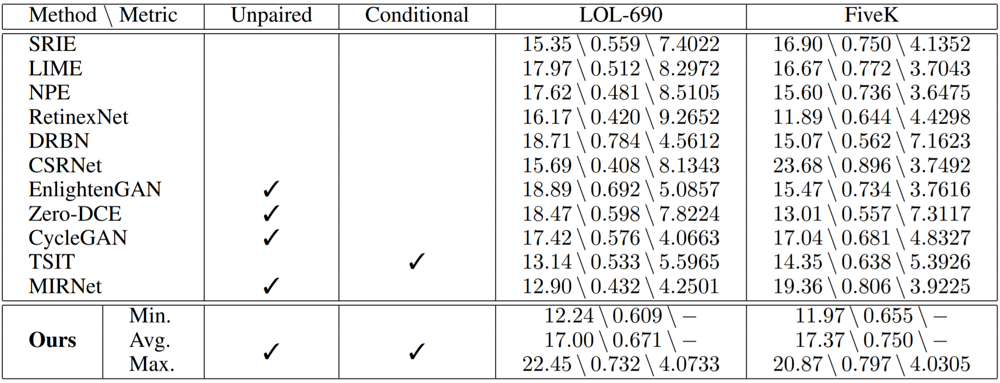 Method \ Metric Unpaired Conditional LOL-690 FiveK
SRIE 15.35 \ 0.559 \ 7.4022 16.90 \ 0.750 \ 4.1352
LIME 17.97 \ 0.512 \ 8.2972 16.67 \ 0.772 \ 3.7043
NPE 17.62 \ 0.481 \ 8.5105 15.60 \ 0.736 \ 3.6475
RetinexNet 16.17 \ 0.420 \ 9.2652 11.89 \ 0.644 \ 4.4298
DRBN 18.71 \ 0.784 \ 4.5612 15.07 \ 0.562 \ 7.1623
CSRNet 15.69 \ 0.408 \ 8.1343 23.68 \ 0.896 \ 3.7492
EnlightenGAN ✓ 18.89 \ 0.692 \ 5.0857 15.47 \ 0.734 \ 3.7616
Zero-DCE ✓ 18.47 \ 0.598 \ 7.8224 13.01 \ 0.557 \ 7.3117
CycleGAN ✓ 17.42 \ 0.576 \ 4.0663 17.04 \ 0.681 \ 4.8327
TSIT ✓ 13.14 \ 0.533 \ 5.5965 14.35 \ 0.638 \ 5.3926
MIRNet ✓ 12.90 \ 0.432 \ 4.2501 19.36 \ 0.806 \ 3.9225
Min. 12.24 \ 0.609 \ − 11.97 \ 0.655 \ −
Ours Avg. ✓ ✓ 17.00 \ 0.671 \ − 17.37 \ 0.750 \ −
Max. 22.45 \ 0.732 \ 4.0733 20.87 \ 0.797 \ 4.0305